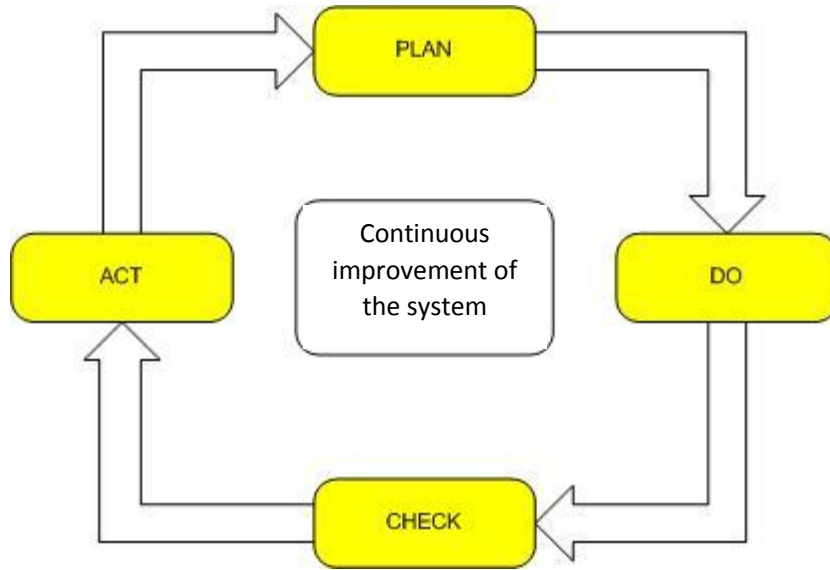 PLAN
ACT
Continuous
improvement of
the system
DO
CHECK